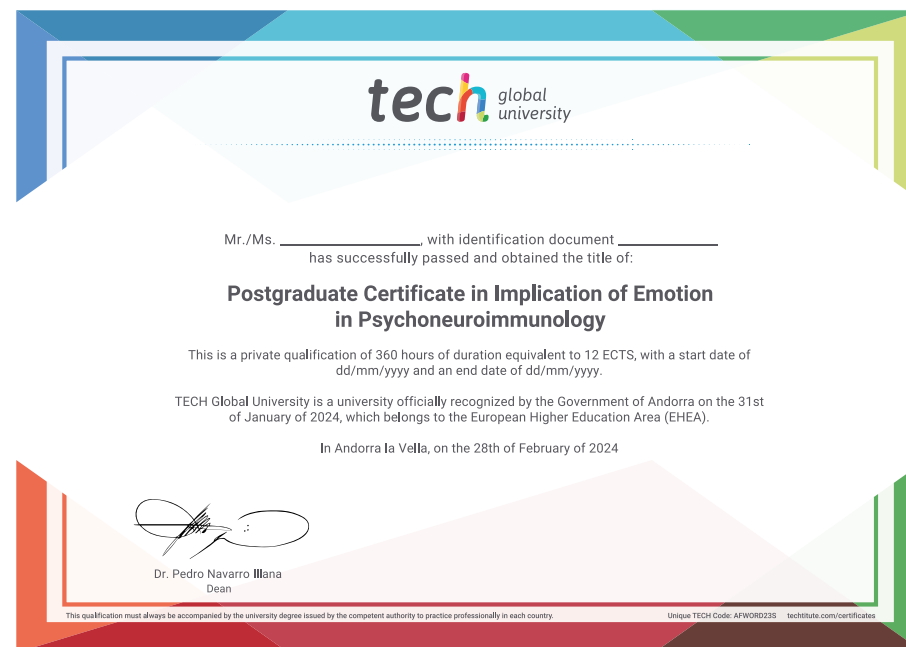 tech global
university
Mr./Ms. ____________________, with identification document ______________
has successfully passed and obtained the title of:
Postgraduate Certificate in Implication of Emotion
in Psychoneuroimmunology
This is a private qualification of 360 hours of duration equivalent to 12 ECTS, with a start date of
dd/mm/yyyy and an end date of dd/mm/yyyy.
TECH Global University is a university officially recognized by the Government of Andorra on the 31st
of January of 2024, which belongs to the European Higher Education Area (EHEA).
In Andorra la Vella, on the 28th of February of 2024
Dr. Pedro Navarro Illana
Dean
This qualification must always be accompanied by the university degree issued by the competent authority to practice professionally in each country.
Unique TECH Code: AFWORD23S techtitute.com/certificates